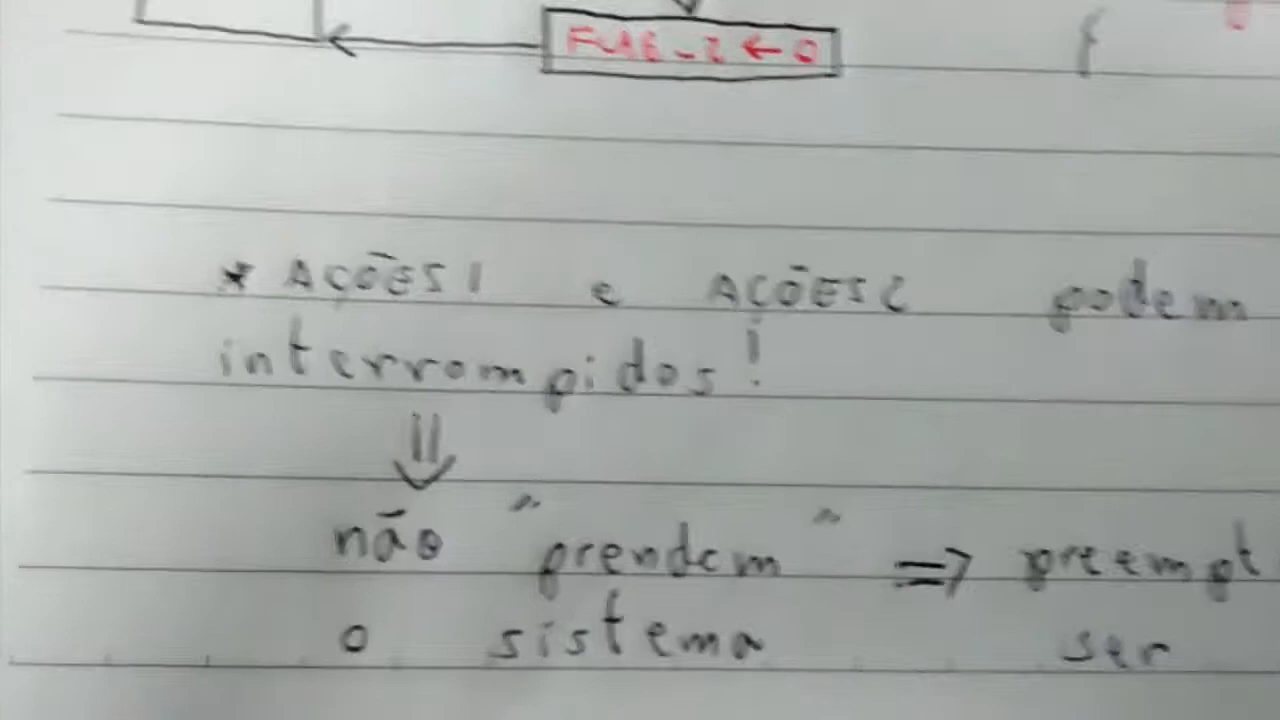 FLAG_2 ← 0
* AÇÕES1 e AÇÕES2 podem
interrompidos!
⇓
não "prendem" ⇒ preempt
o sistema ser